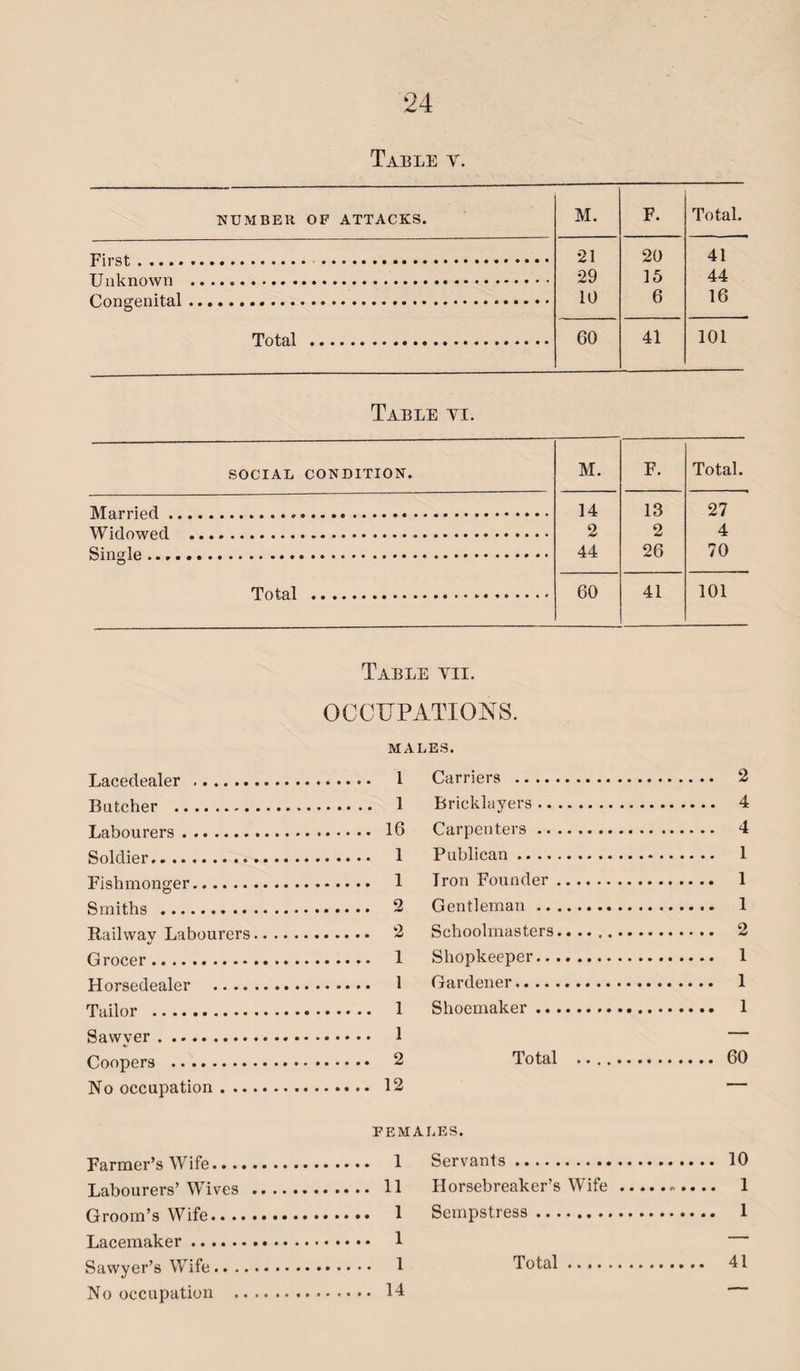 24
TABLE V.
NUMBER OF ATTACKS. M. F. Total.
First 21 20 41
Unknown 29 15 44
Congenital 10 6 16
Total 60 41 101
TABLE VI.
SOCIAL CONDITION. M. F. Total.
Married 14 13 27
Widowed 2 2 4
Single 44 26 70
Total 60 41 101
TABLE VII.
OCCUPATIONS.
MALES.
Lacedealer 1
Butcher 1
Labourers 16
Soldier 1
Fishmonger 1
Smiths 2
Railway Labourers 2
Grocer 1
Horsedealer 1
Tailor 1
Sawyer 1
Coopers 2
No occupation 12
Carriers 2
Bricklayers 4
Carpenters 4
Publican 1
Iron Founder 1
Gentleman 1
Schoolmasters 2
Shopkeeper 1
Gardener 1
Shoemaker 1
Total 60
FEMALES.
Farmer's Wife 1
Labourers' Wives 11
Groom's Wife 1
Lacemaker 1
Sawyer's Wife 1
No occupation 14
Servants 10
Horsebreaker's Wife 1
Sempstress 1
Total 41